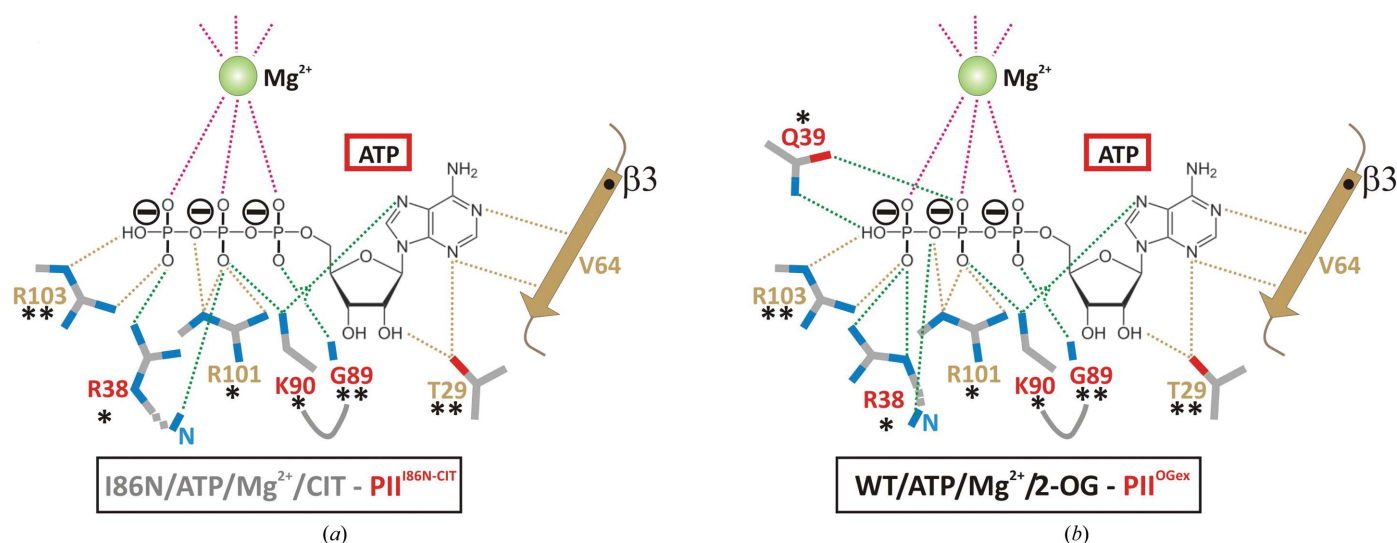 Mg2+
ATP
NH2
N
N
N
N
β3
V64
O O O
HO P O P O P O
O O O
O
OH OH
R103
**
R38
*
N
R101
*
K90
*
G89
**
T29
**
I86N/ATP/Mg2+/CIT - PIII86N-CIT
(a)
Mg2+
*
Q39
ATP
NH2
N
N
N
N
β3
V64
O O O
HO P O P O P O
O O O
O
OH OH
R103
**
R38
*
N
R101
*
K90
*
G89
**
T29
**
WT/ATP/Mg2+/2-OG - PIIOGex
(b)